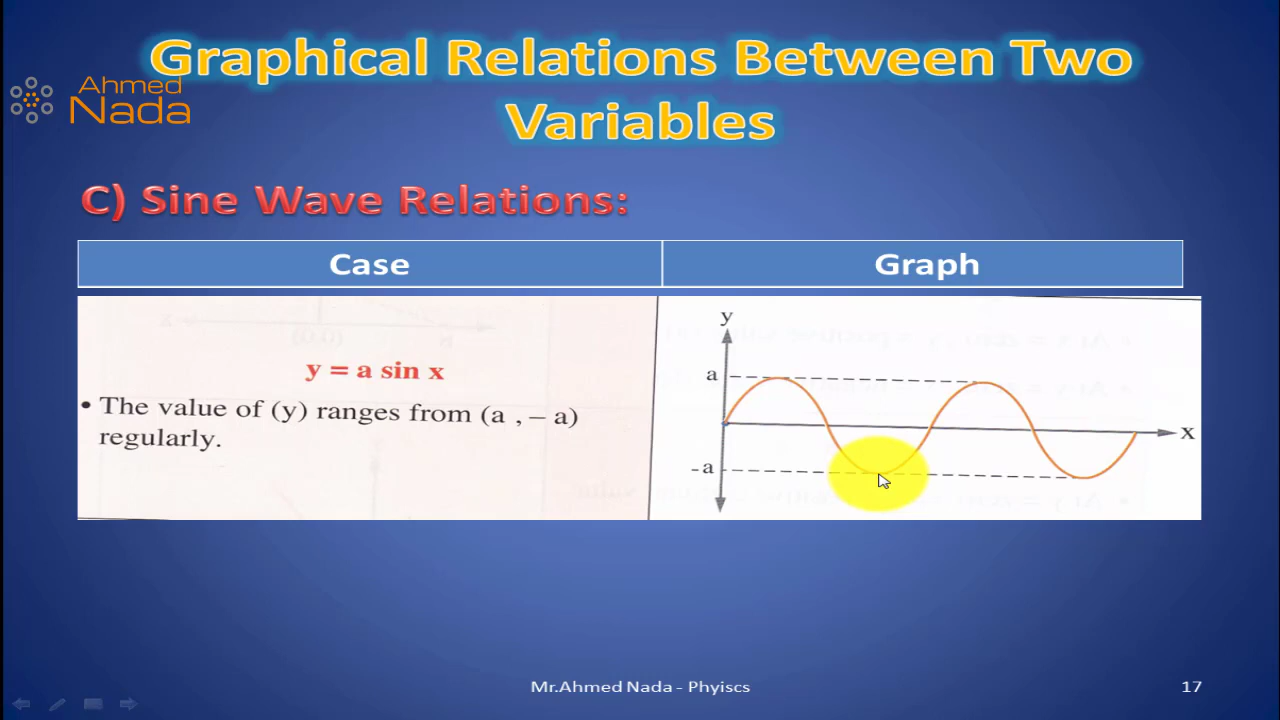 Graphical Relations Between Two
Variables
Ahmed
Nada
C) Sine Wave Relations:
Case
Graph
y = a sin x
• The value of (y) ranges from (a , – a)
regularly.
y
a
x
-a
Mr.Ahmed Nada - Phyiscs
17